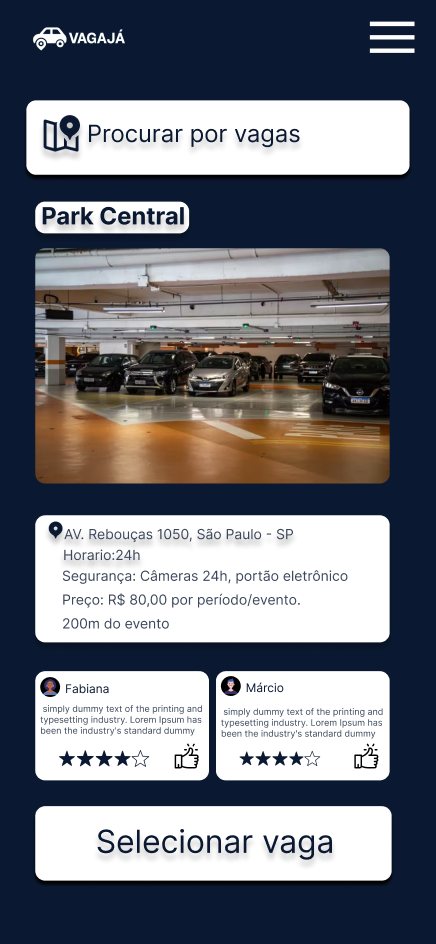 VAGAJÁ
Procurar por vagas
Park Central
AV. Rebouças 1050, São Paulo - SP
Horario:24h
Segurança: Câmeras 24h, portão eletrônico
Preço: R$ 80,00 por período/evento.
200m do evento
Fabiana
simply dummy text of the printing and
typesetting industry. Lorem Ipsum has
been the industry's standard dummy
Márcio
simply dummy text of the printing and
typesetting industry. Lorem Ipsum has
been the industry's standard dummy
Selecionar vaga